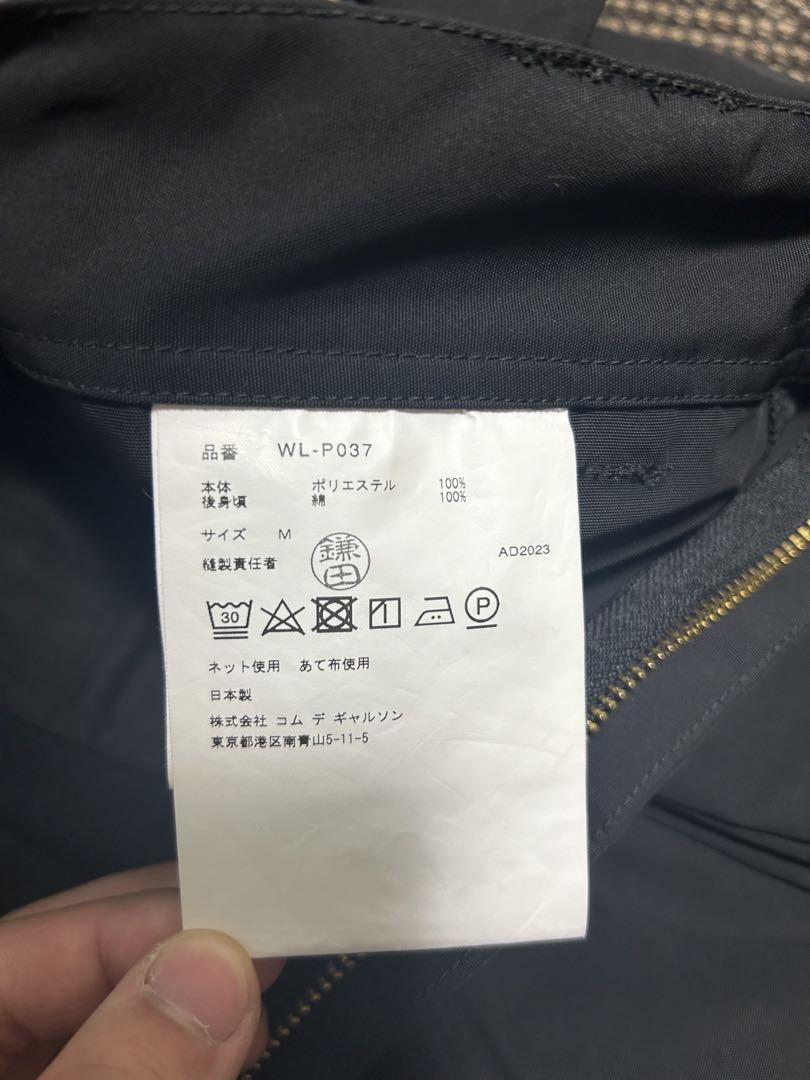 品番 WL-P037
本体 ポリエステル 100%
後身頃 綿 100%
サイズ M
縫製責任者 鎌田
AD2023
30
P
ネット使用 あて布使用
日本製
株式会社 コム デ ギャルソン
東京都港区南青山5-11-5